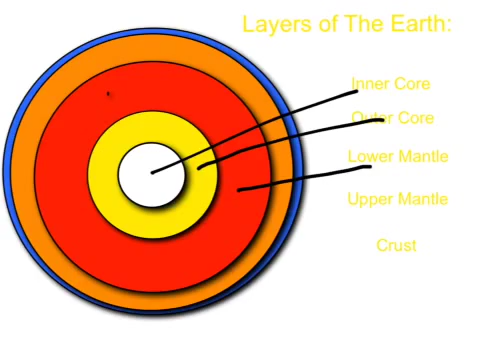 Layers of The Earth:
Inner Core
Outer Core
Lower Mantle
Upper Mantle
Crust